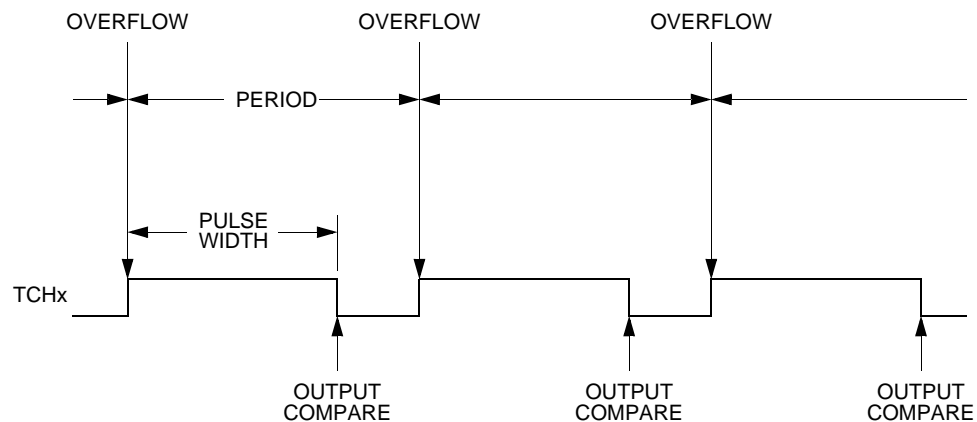 OVERFLOW
OVERFLOW
OVERFLOW
PERIOD
PULSE
WIDTH
TCHx
OUTPUT
COMPARE
OUTPUT
COMPARE
OUTPUT
COMPARE